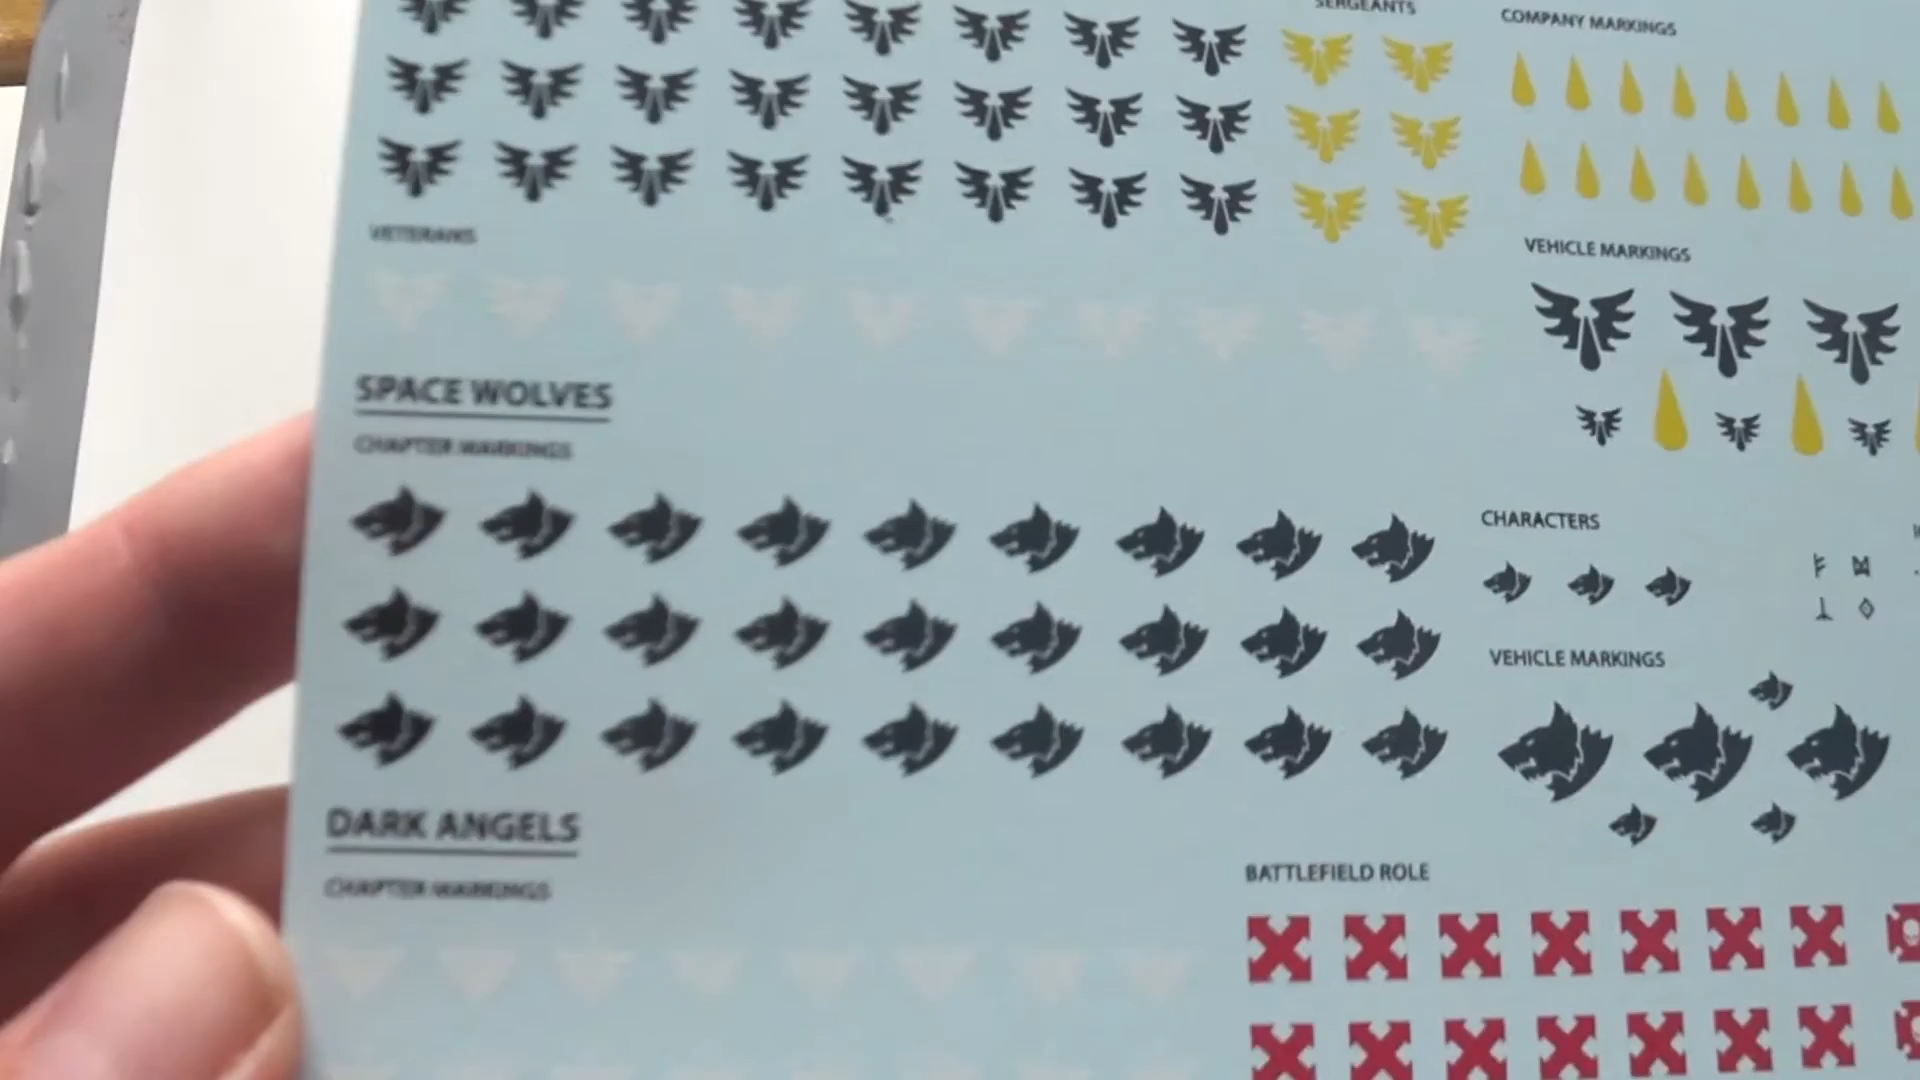 SERGEANTS
COMPANY MARKINGS
VETERANS
VEHICLE MARKINGS
SPACE WOLVES
CHAPTER MARKINGS
CHARACTERS
VEHICLE MARKINGS
DARK ANGELS
CHAPTER MARKINGS
BATTLEFIELD ROLE